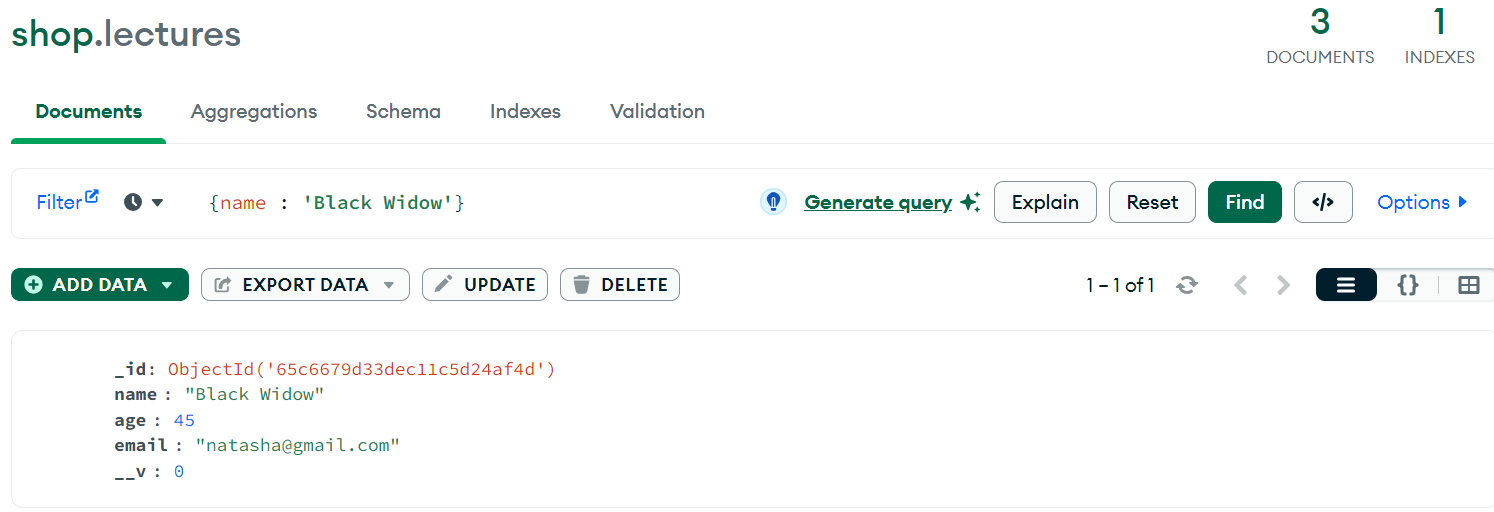 shop.lectures
3 1
DOCUMENTS INDEXES
Documents Aggregations Schema Indexes Validation
Filter {name : 'Black Widow'} Generate query Explain Reset Find </> Options
ADD DATA EXPORT DATA UPDATE DELETE 1 – 1 of 1 {}
_id: ObjectId('65c6679d33dec11c5d24af4d')
name : "Black Widow"
age : 45
email : "natasha@gmail.com"
__v : 0